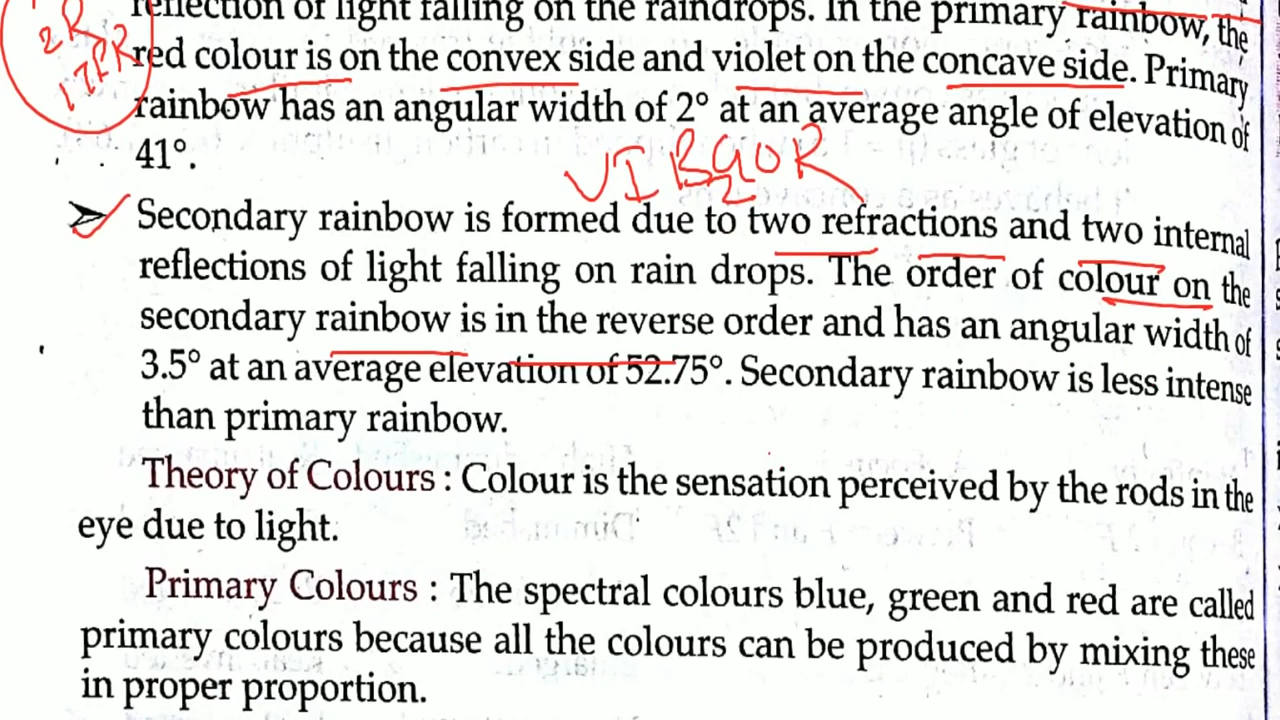 reflection of light falling on the raindrops. In the primary rainbow, the
2R
red colour is on the convex side and violet on the concave side. Primary
1TPR
rainbow has an angular width of 2° at an average angle of elevation of
41°.
VIBGOR
2
➢ Secondary rainbow is formed due to two refractions and two internal
reflections of light falling on rain drops. The order of colour on the
secondary rainbow is in the reverse order and has an angular width of
3.5° at an average elevation of 52.75°. Secondary rainbow is less intense
than primary rainbow.
Theory of Colours : Colour is the sensation perceived by the rods in the
eye due to light.
Primary Colours : The spectral colours blue, green and red are called
primary colours because all the colours can be produced by mixing these
in proper proportion.